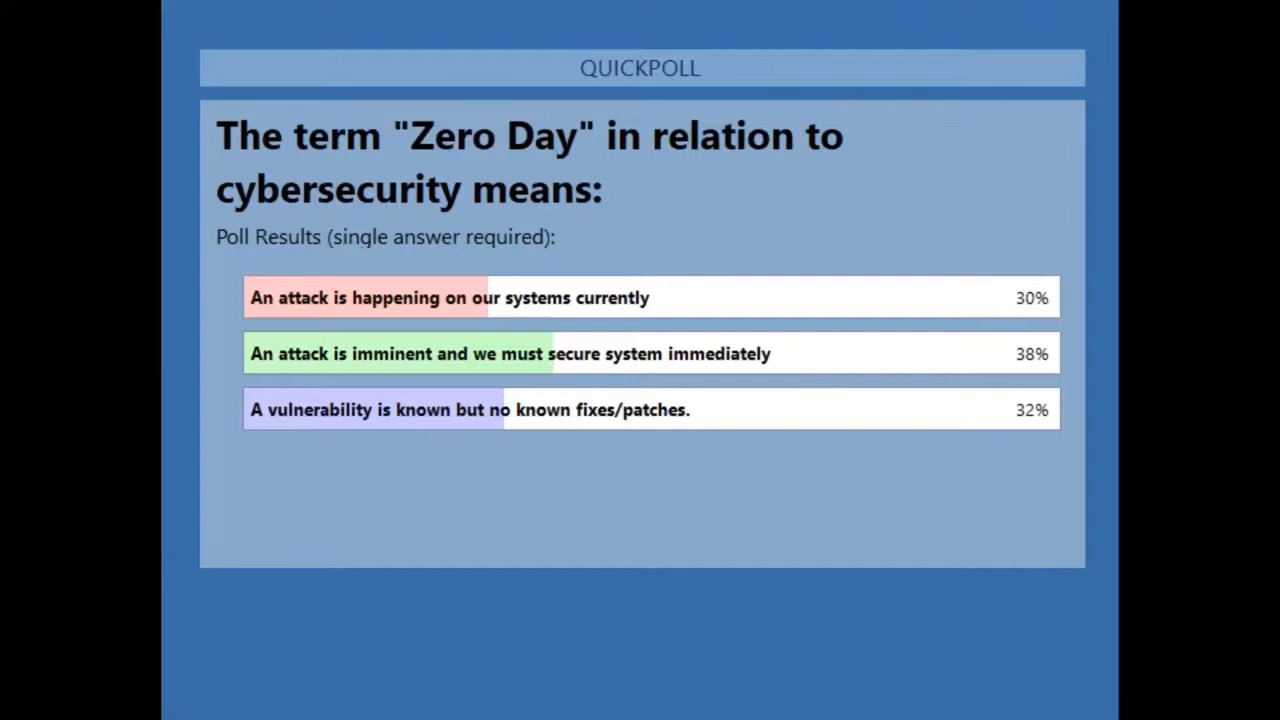 QUICKPOLL
The term "Zero Day" in relation to
cybersecurity means:
Poll Results (single answer required):
An attack is happening on our systems currently 30%
An attack is imminent and we must secure system immediately 38%
A vulnerability is known but no known fixes/patches. 32%